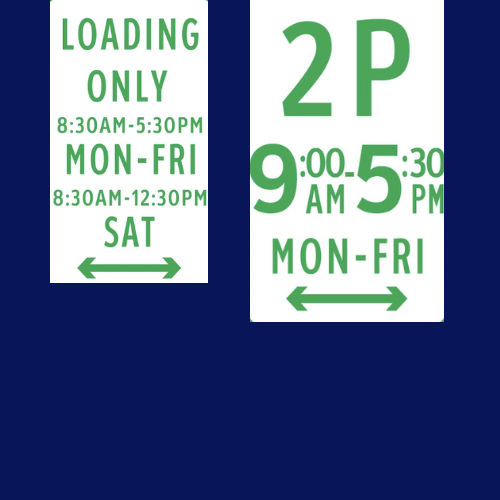 LOADING
ONLY
8:30AM-5:30PM
MON-FRI
8:30AM-12:30PM
SAT
2P
9:00AM-5:30PM
MON-FRI